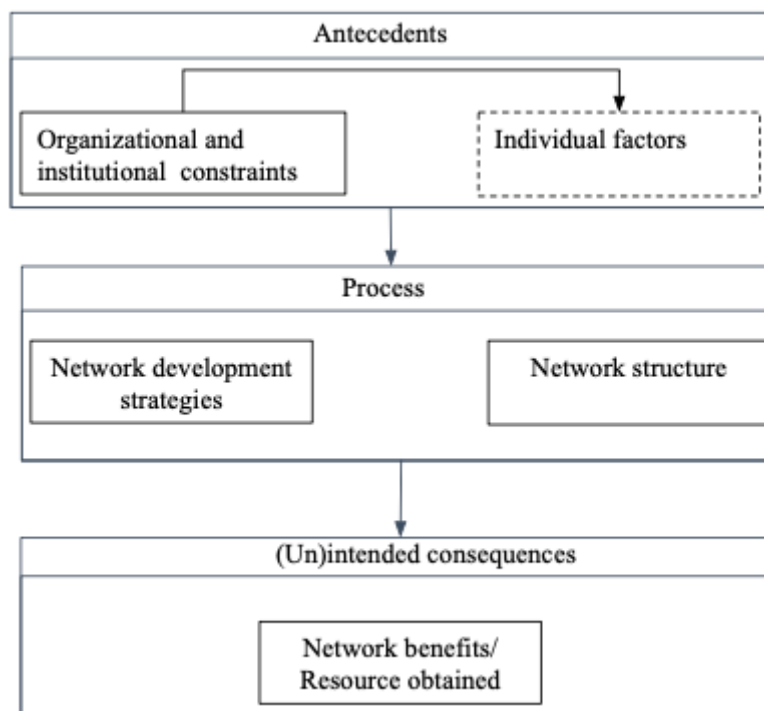 Antecedents
Organizational and
institutional constraints
Individual factors
Process
Network development
strategies
Network structure
(Un)intended consequences
Network benefits/
Resource obtained